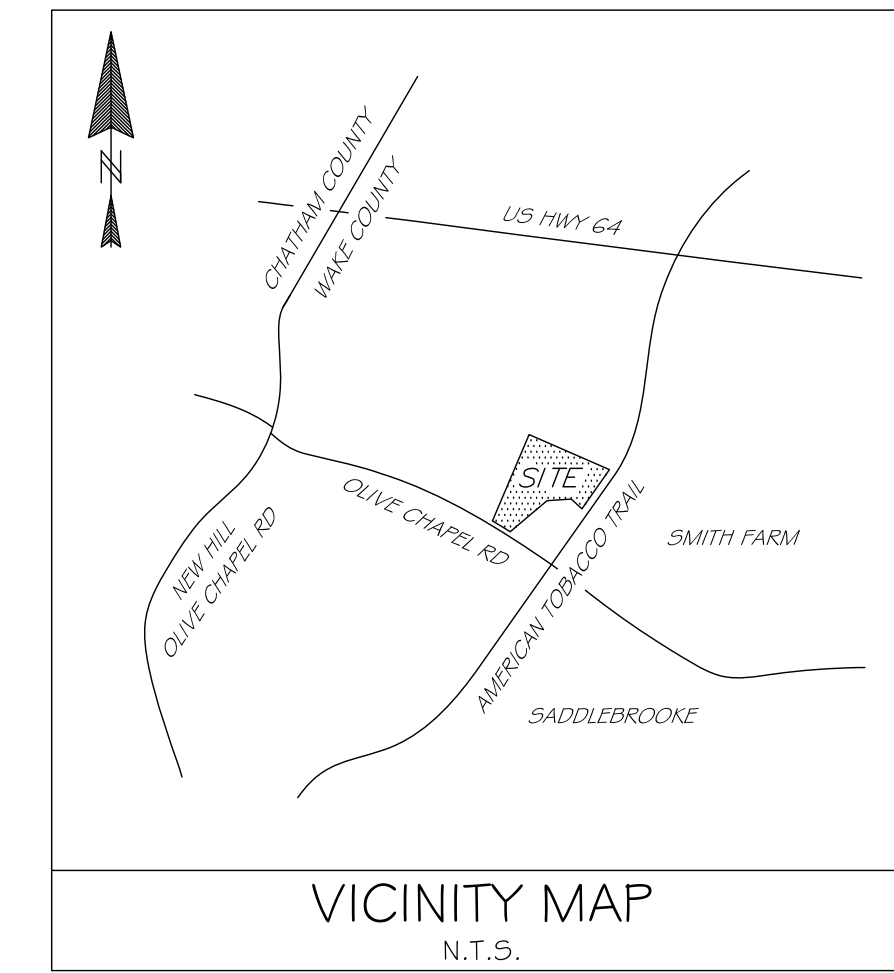 N
CHATHAM COUNTY
WAKE COUNTY
US HWY 64
SITE
OLIVE CHAPEL RD
NEW HILL
OLIVE CHAPEL RD
AMERICAN TOBACCO TRAIL
SMITH FARM
SADDLEBROOKE
VICINITY MAP
N.T.S.